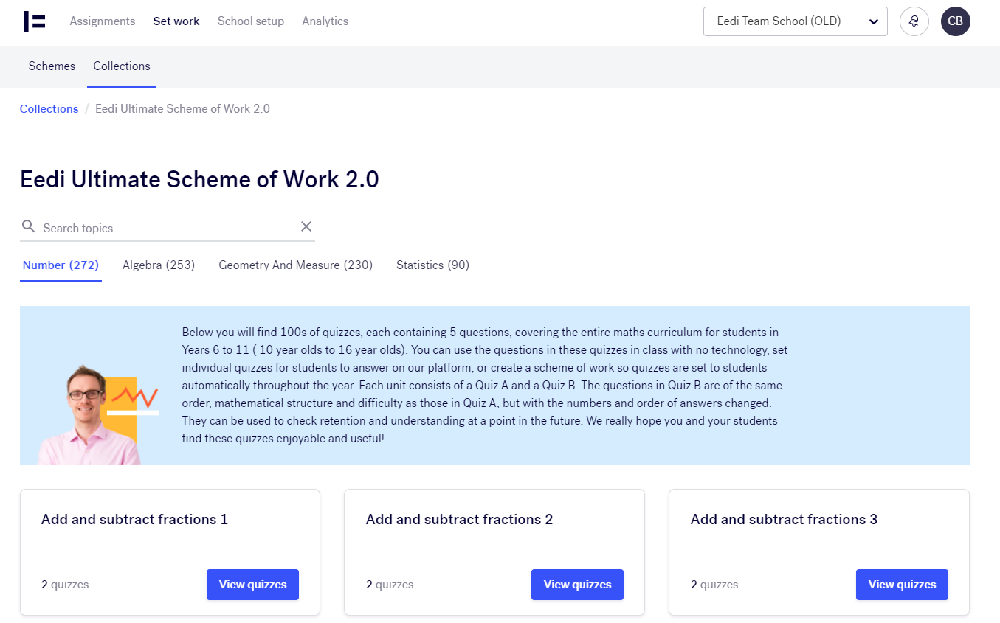 Assignments Set work School setup Analytics Eedi Team School (OLD) CB
Schemes Collections
Collections / Eedi Ultimate Scheme of Work 2.0
Eedi Ultimate Scheme of Work 2.0
Search topics...
Number (272) Algebra (253) Geometry And Measure (230) Statistics (90)
Below you will find 100s of quizzes, each containing 5 questions, covering the entire maths curriculum for students in
Years 6 to 11 ( 10 year olds to 16 year olds). You can use the questions in these quizzes in class with no technology, set
individual quizzes for students to answer on our platform, or create a scheme of work so quizzes are set to students
automatically throughout the year. Each unit consists of a Quiz A and a Quiz B. The questions in Quiz B are of the same
order, mathematical structure and difficulty as those in Quiz A, but with the numbers and order of answers changed.
They can be used to check retention and understanding at a point in the future. We really hope you and your students
find these quizzes enjoyable and useful!
Add and subtract fractions 1
2 quizzes View quizzes
Add and subtract fractions 2
2 quizzes View quizzes
Add and subtract fractions 3
2 quizzes View quizzes